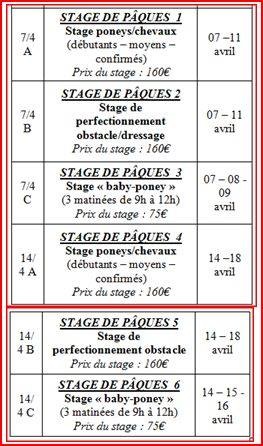 STAGE DE PÂQUES 1
7/4 A
Stage poneys/chevaux
(débutants – moyens –
confirmés)
Prix du stage : 160€
07 –11
avril
STAGE DE PÂQUES 2
7/4 B
Stage de
perfectionnement
obstacle/dressage
Prix du stage : 160€
07 – 11
avril
STAGE DE PÂQUES 3
7/4 C
Stage « baby-poney »
(3 matinées de 9h à 12h)
Prix du stage : 75€
07 – 08 -
09
avril
STAGE DE PÂQUES 4
14/
4 A
Stage poneys/chevaux
(débutants – moyens –
confirmés)
Prix du stage : 160€
14 –18
avril
STAGE DE PÂQUES 5
14/
4 B
Stage de
perfectionnement obstacle
Prix du stage : 160€
14 – 18
avril
STAGE DE PÂQUES 6
14/
4 C
Stage « baby-poney »
(3 matinées de 9h à 12h)
Prix du stage : 75€
14 - 15 -
16
avril